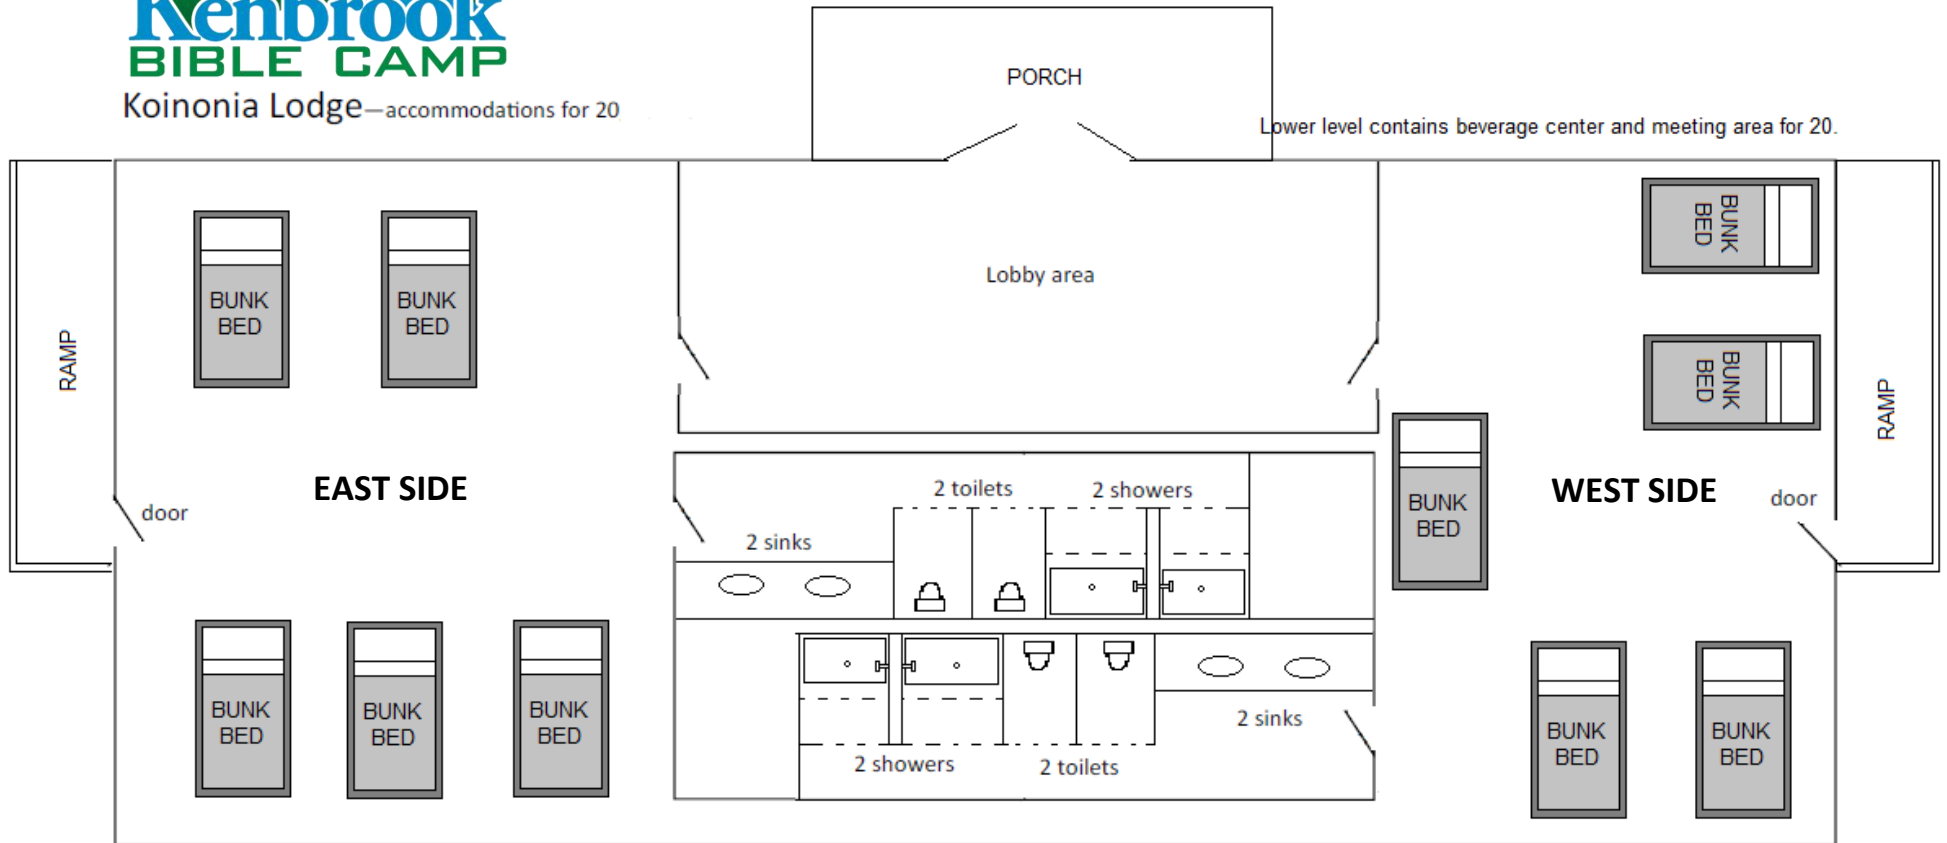 Kenbrook
BIBLE CAMP
Koinonia Lodge—accommodations for 20
PORCH
Lower level contains beverage center and meeting area for 20.
BUNK
BED
BUNK
BED
Lobby area
BUNK
BED
BUNK
BED
RAMP
RAMP
EAST SIDE
door
2 toilets
2 showers
2 sinks
BUNK
BED
WEST SIDE
door
BUNK
BED
BUNK
BED
BUNK
BED
2 sinks
2 showers
2 toilets
BUNK
BED
BUNK
BED